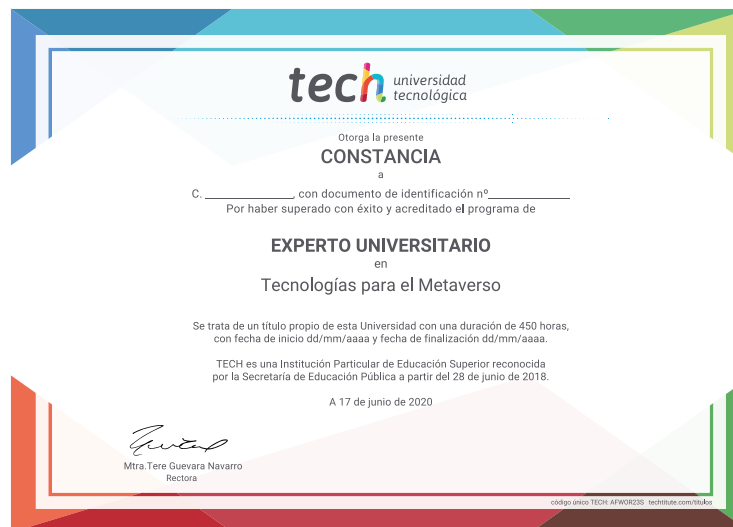 tech universidad
tecnológica
Otorga la presente
CONSTANCIA
a
C. ______________, con documento de identificación nº______________
Por haber superado con éxito y acreditado el programa de
EXPERTO UNIVERSITARIO
en
Tecnologías para el Metaverso
Se trata de un título propio de esta Universidad con una duración de 450 horas,
con fecha de inicio dd/mm/aaaa y fecha de finalización dd/mm/aaaa.
TECH es una Institución Particular de Educación Superior reconocida
por la Secretaría de Educación Pública a partir del 28 de junio de 2018.
A 17 de junio de 2020
Mtra.Tere Guevara Navarro
Rectora
código único TECH: AFWOR23S techtitute.com/titulos